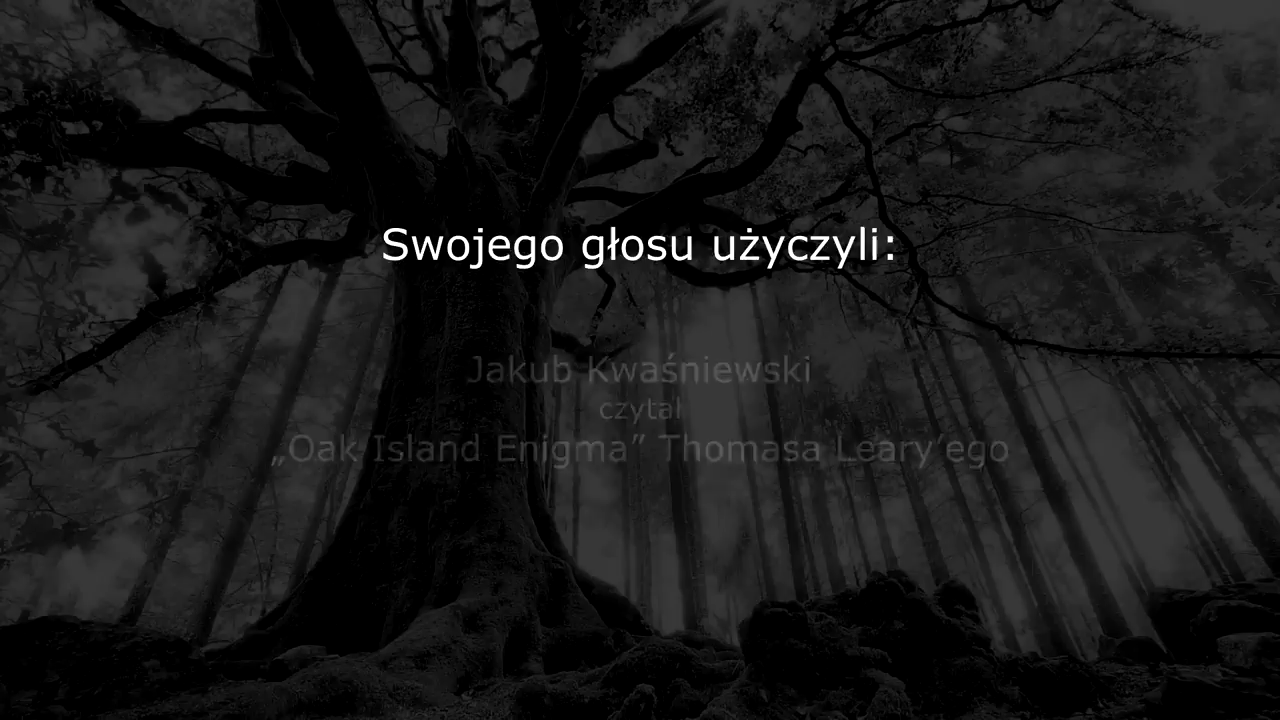 Swojego głosu użyczyli:
Jakub Kwaśniewski
czytał
„Oak Island Enigma” Thomasa Leary’ego